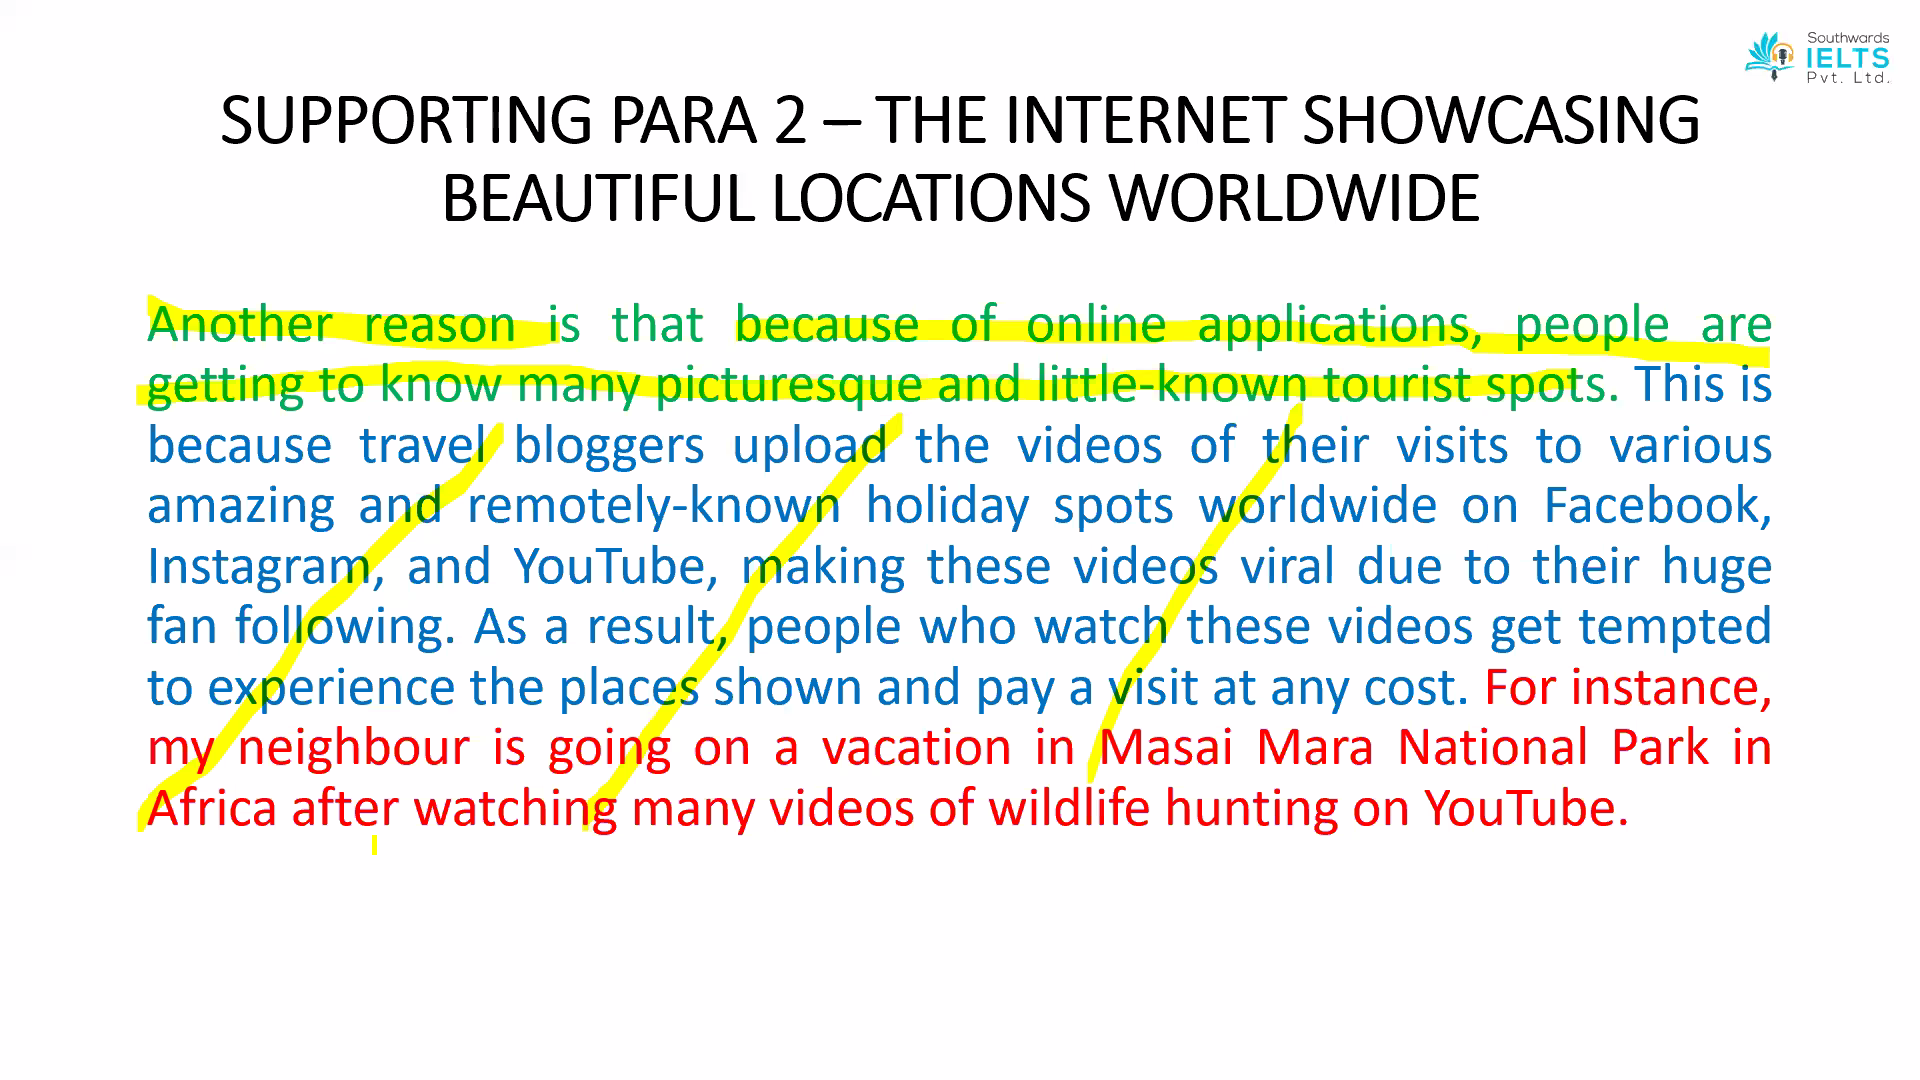 Southwards
IELTS
Pvt. Ltd.
SUPPORTING PARA 2 – THE INTERNET SHOWCASING
BEAUTIFUL LOCATIONS WORLDWIDE
Another reason is that because of online applications, people are
getting to know many picturesque and little-known tourist spots. This is
because travel bloggers upload the videos of their visits to various
amazing and remotely-known holiday spots worldwide on Facebook,
Instagram, and YouTube, making these videos viral due to their huge
fan following. As a result, people who watch these videos get tempted
to experience the places shown and pay a visit at any cost. For instance,
my neighbour is going on a vacation in Masai Mara National Park in
Africa after watching many videos of wildlife hunting on YouTube.